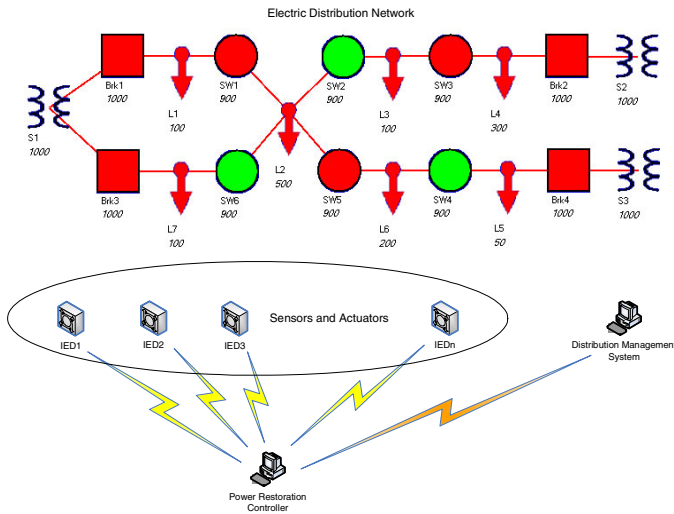 Electric Distribution Network
Brk1
1000
L1
100
SW1
900
SW2
900
L3
100
SW3
900
L4
300
Brk2
1000
S2
1000
S1
1000
Brk3
1000
L7
100
SW6
900
L2
500
SW5
900
L6
200
SW4
900
L5
50
Brk4
1000
S3
1000
Sensors and Actuators
IED1
IED2
IED3
IEDn
Distribution Managemen
System
Power Restoration
Controller